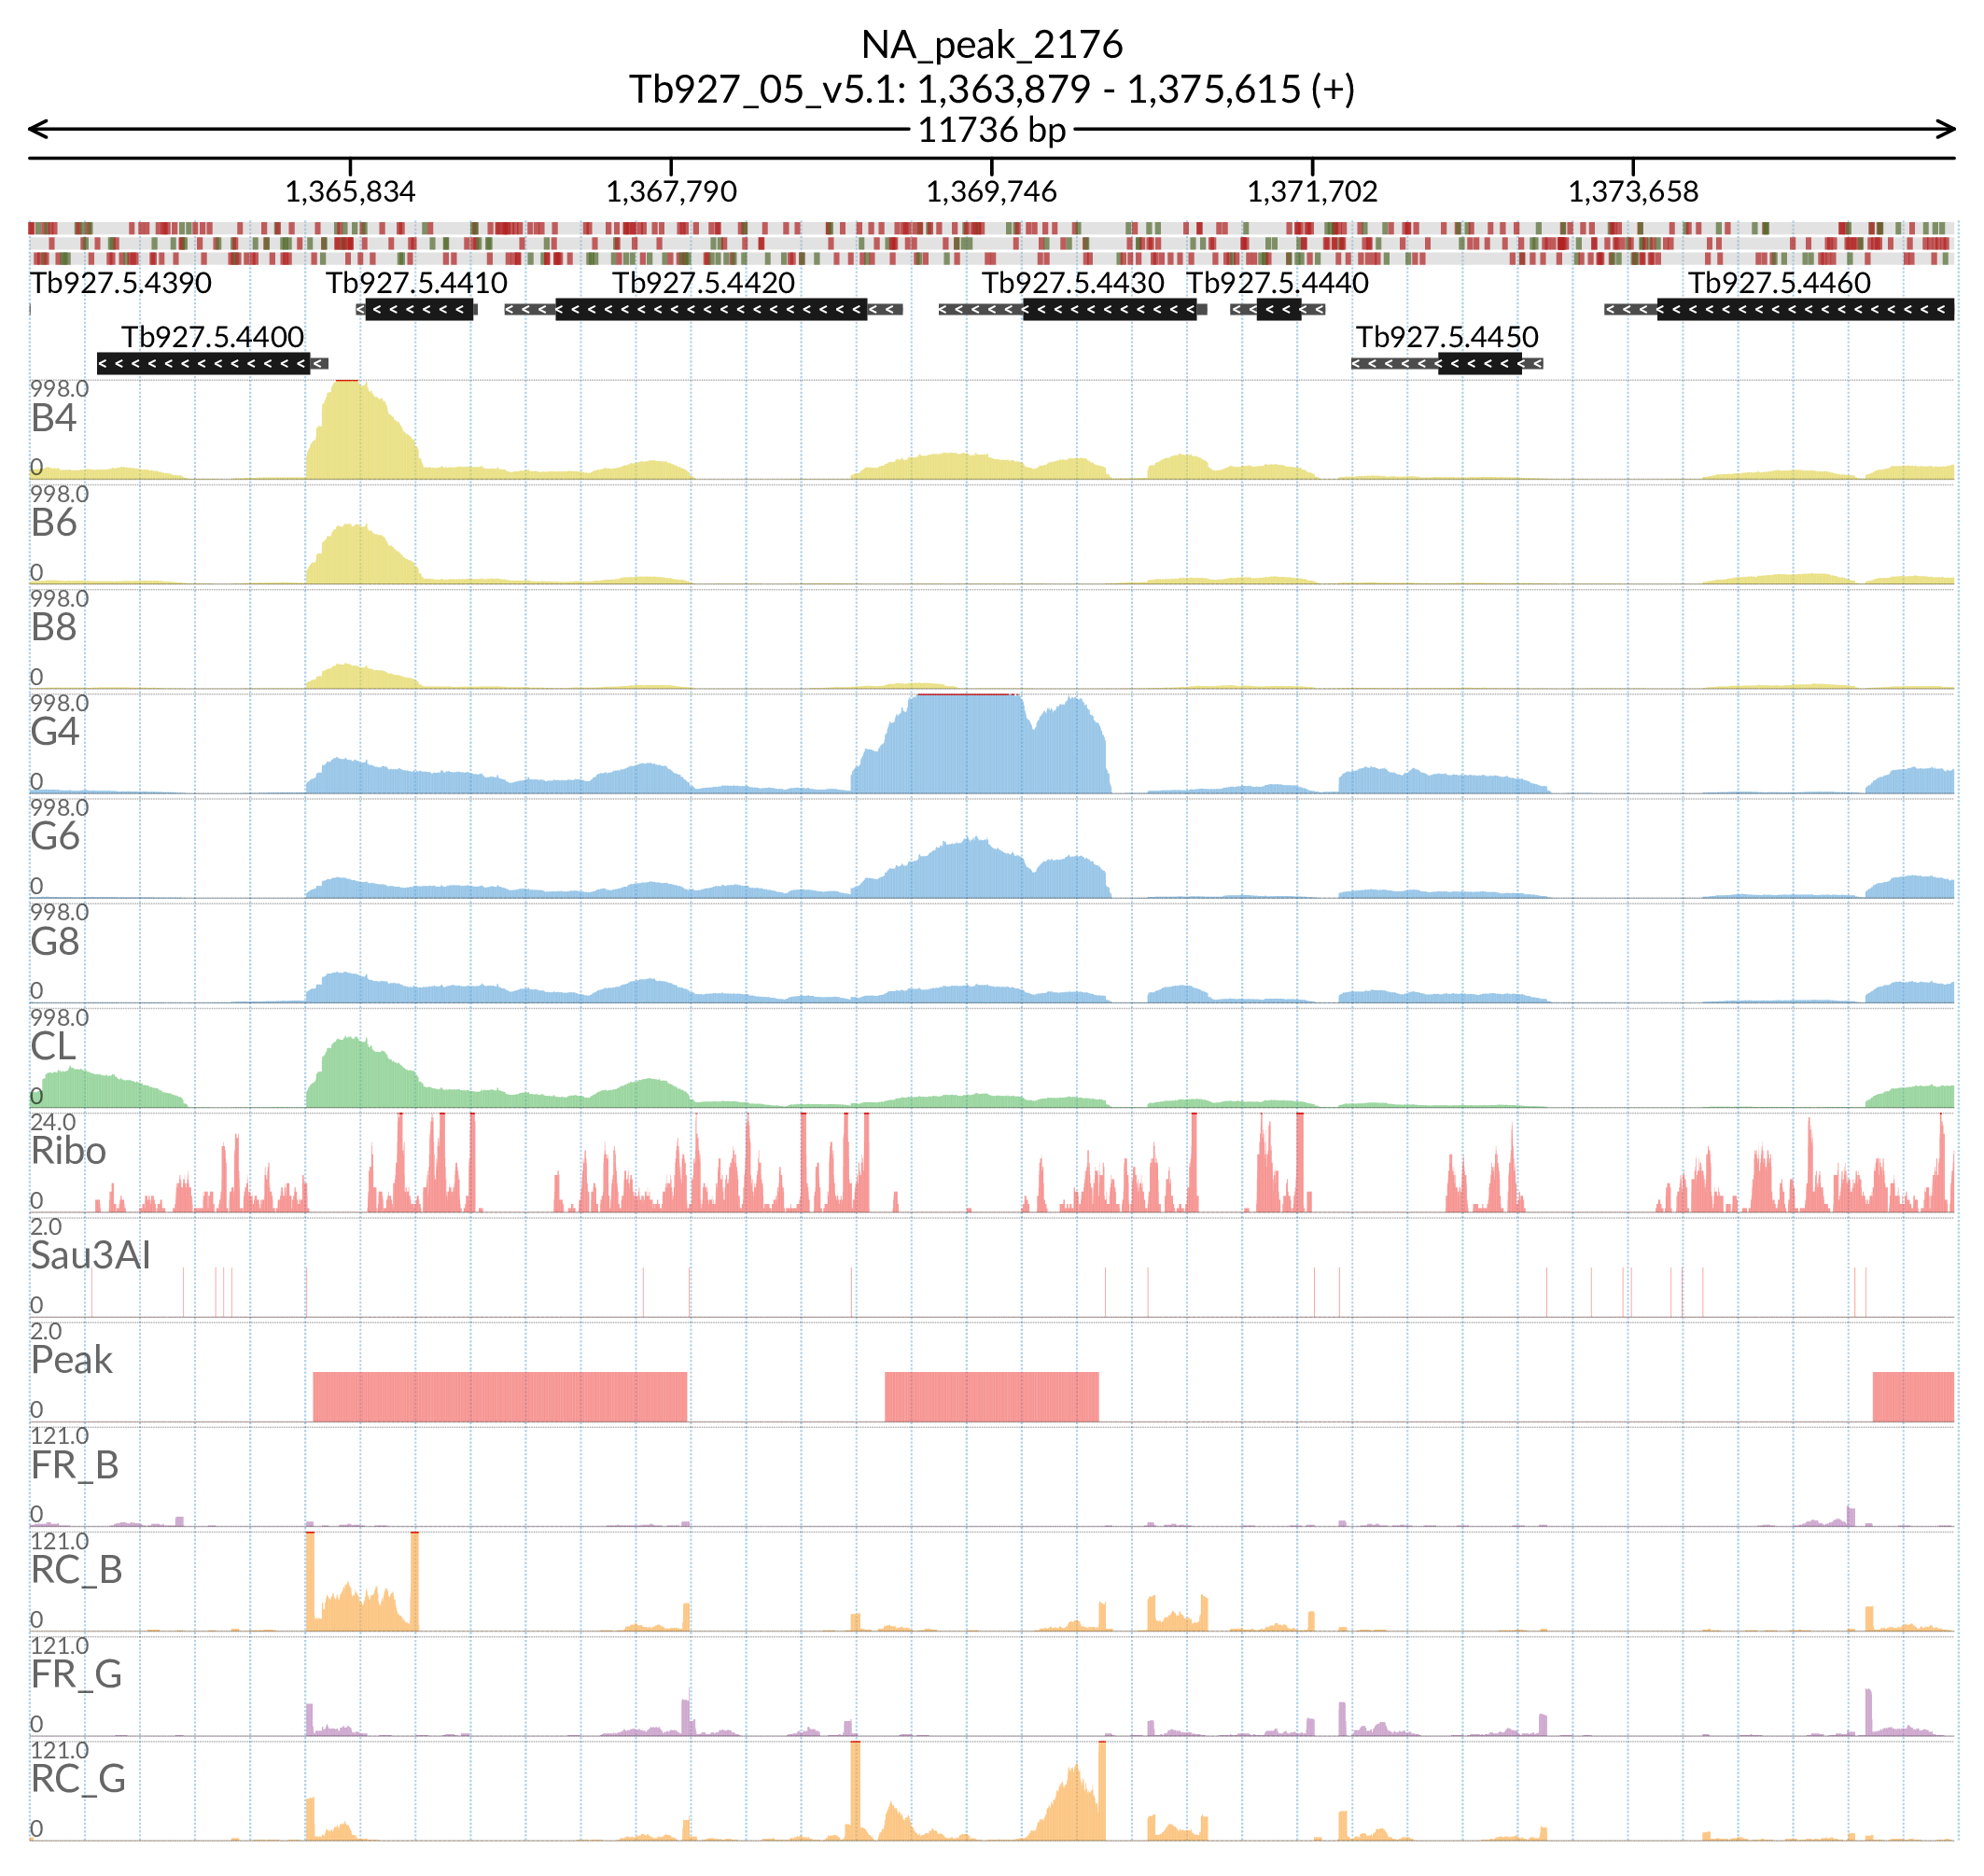 NA_peak_2176
Tb927_05_v5.1: 1,363,879 - 1,375,615 (+)
11736 bp
1,365,834 1,367,790 1,369,746 1,371,702 1,373,658
Tb927.5.4390 Tb927.5.4410 Tb927.5.4420 Tb927.5.4430 Tb927.5.4440 Tb927.5.4460
Tb927.5.4400 Tb927.5.4450
998.0
B4
0
998.0
B6
0
998.0
B8
0
998.0
G4
0
998.0
G6
0
998.0
G8
0
998.0
CL
0
24.0
Ribo
0
2.0
Sau3AI
0
2.0
Peak
0
121.0
FR_B
0
121.0
RC_B
0
121.0
FR_G
0
121.0
RC_G
0